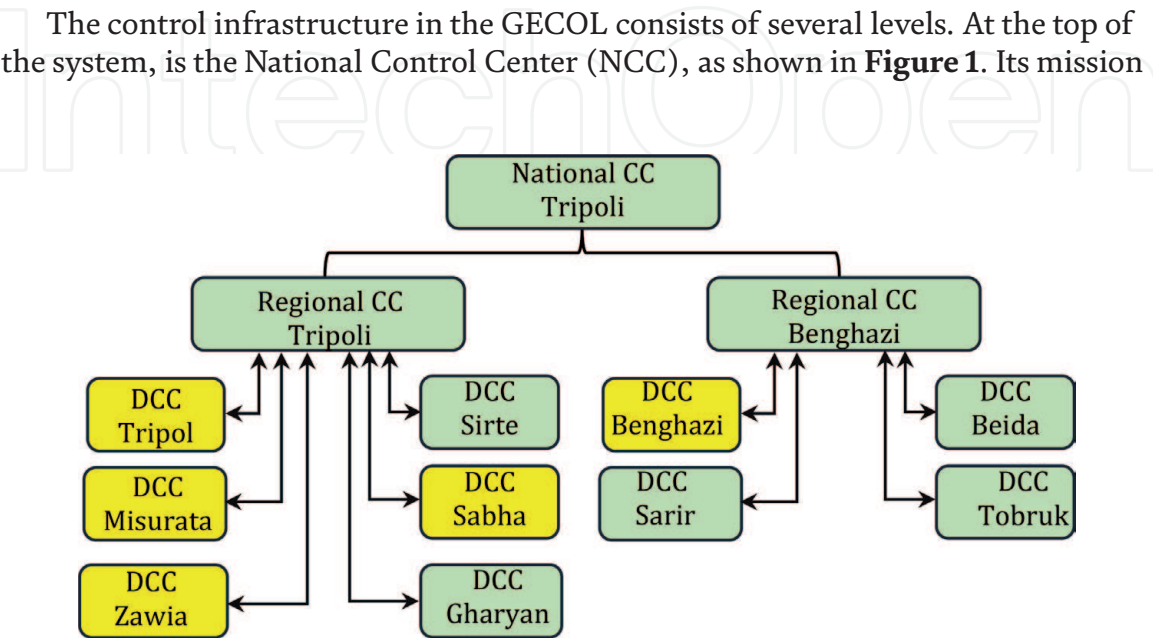 The control infrastructure in the GECOL consists of several levels. At the top of
the system, is the National Control Center (NCC), as shown in Figure 1. Its mission
IntechOpen
National CC
Tripoli
Regional CC
Tripoli
Regional CC
Benghazi
DCC
Tripol
DCC
Sirte
DCC
Benghazi
DCC
Beida
DCC
Misurata
DCC
Sabha
DCC
Sarir
DCC
Tobruk
DCC
Zawia
DCC
Gharyan